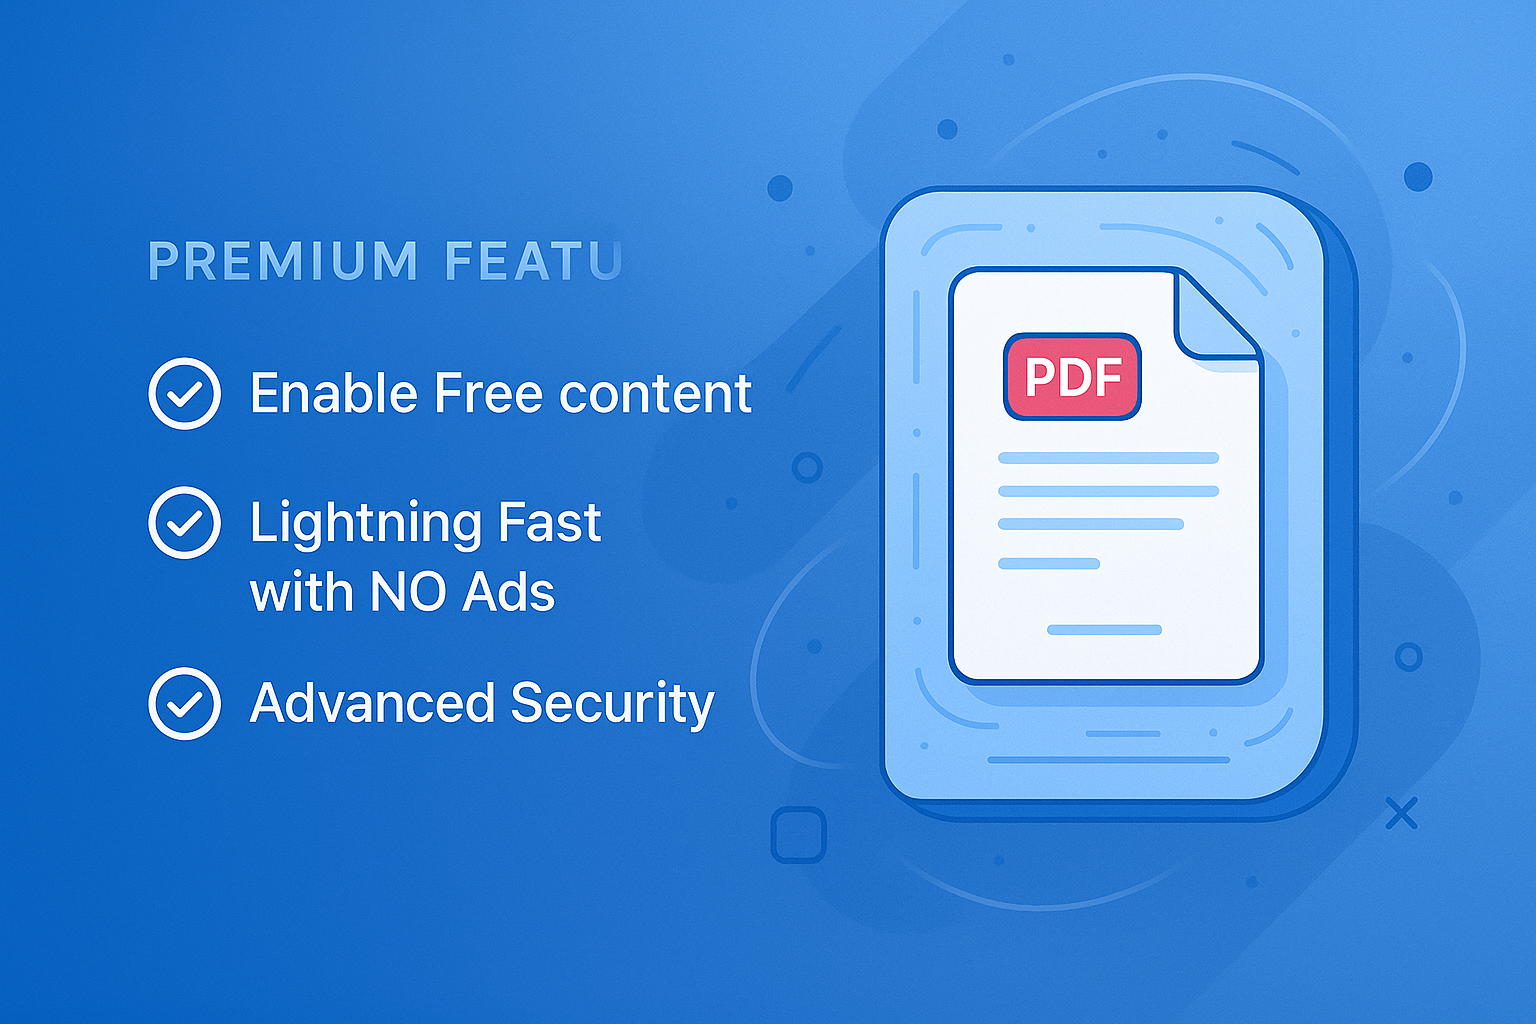 PREMIUM FEATU
Enable Free content
Lightning Fast
with NO Ads
Advanced Security
PDF